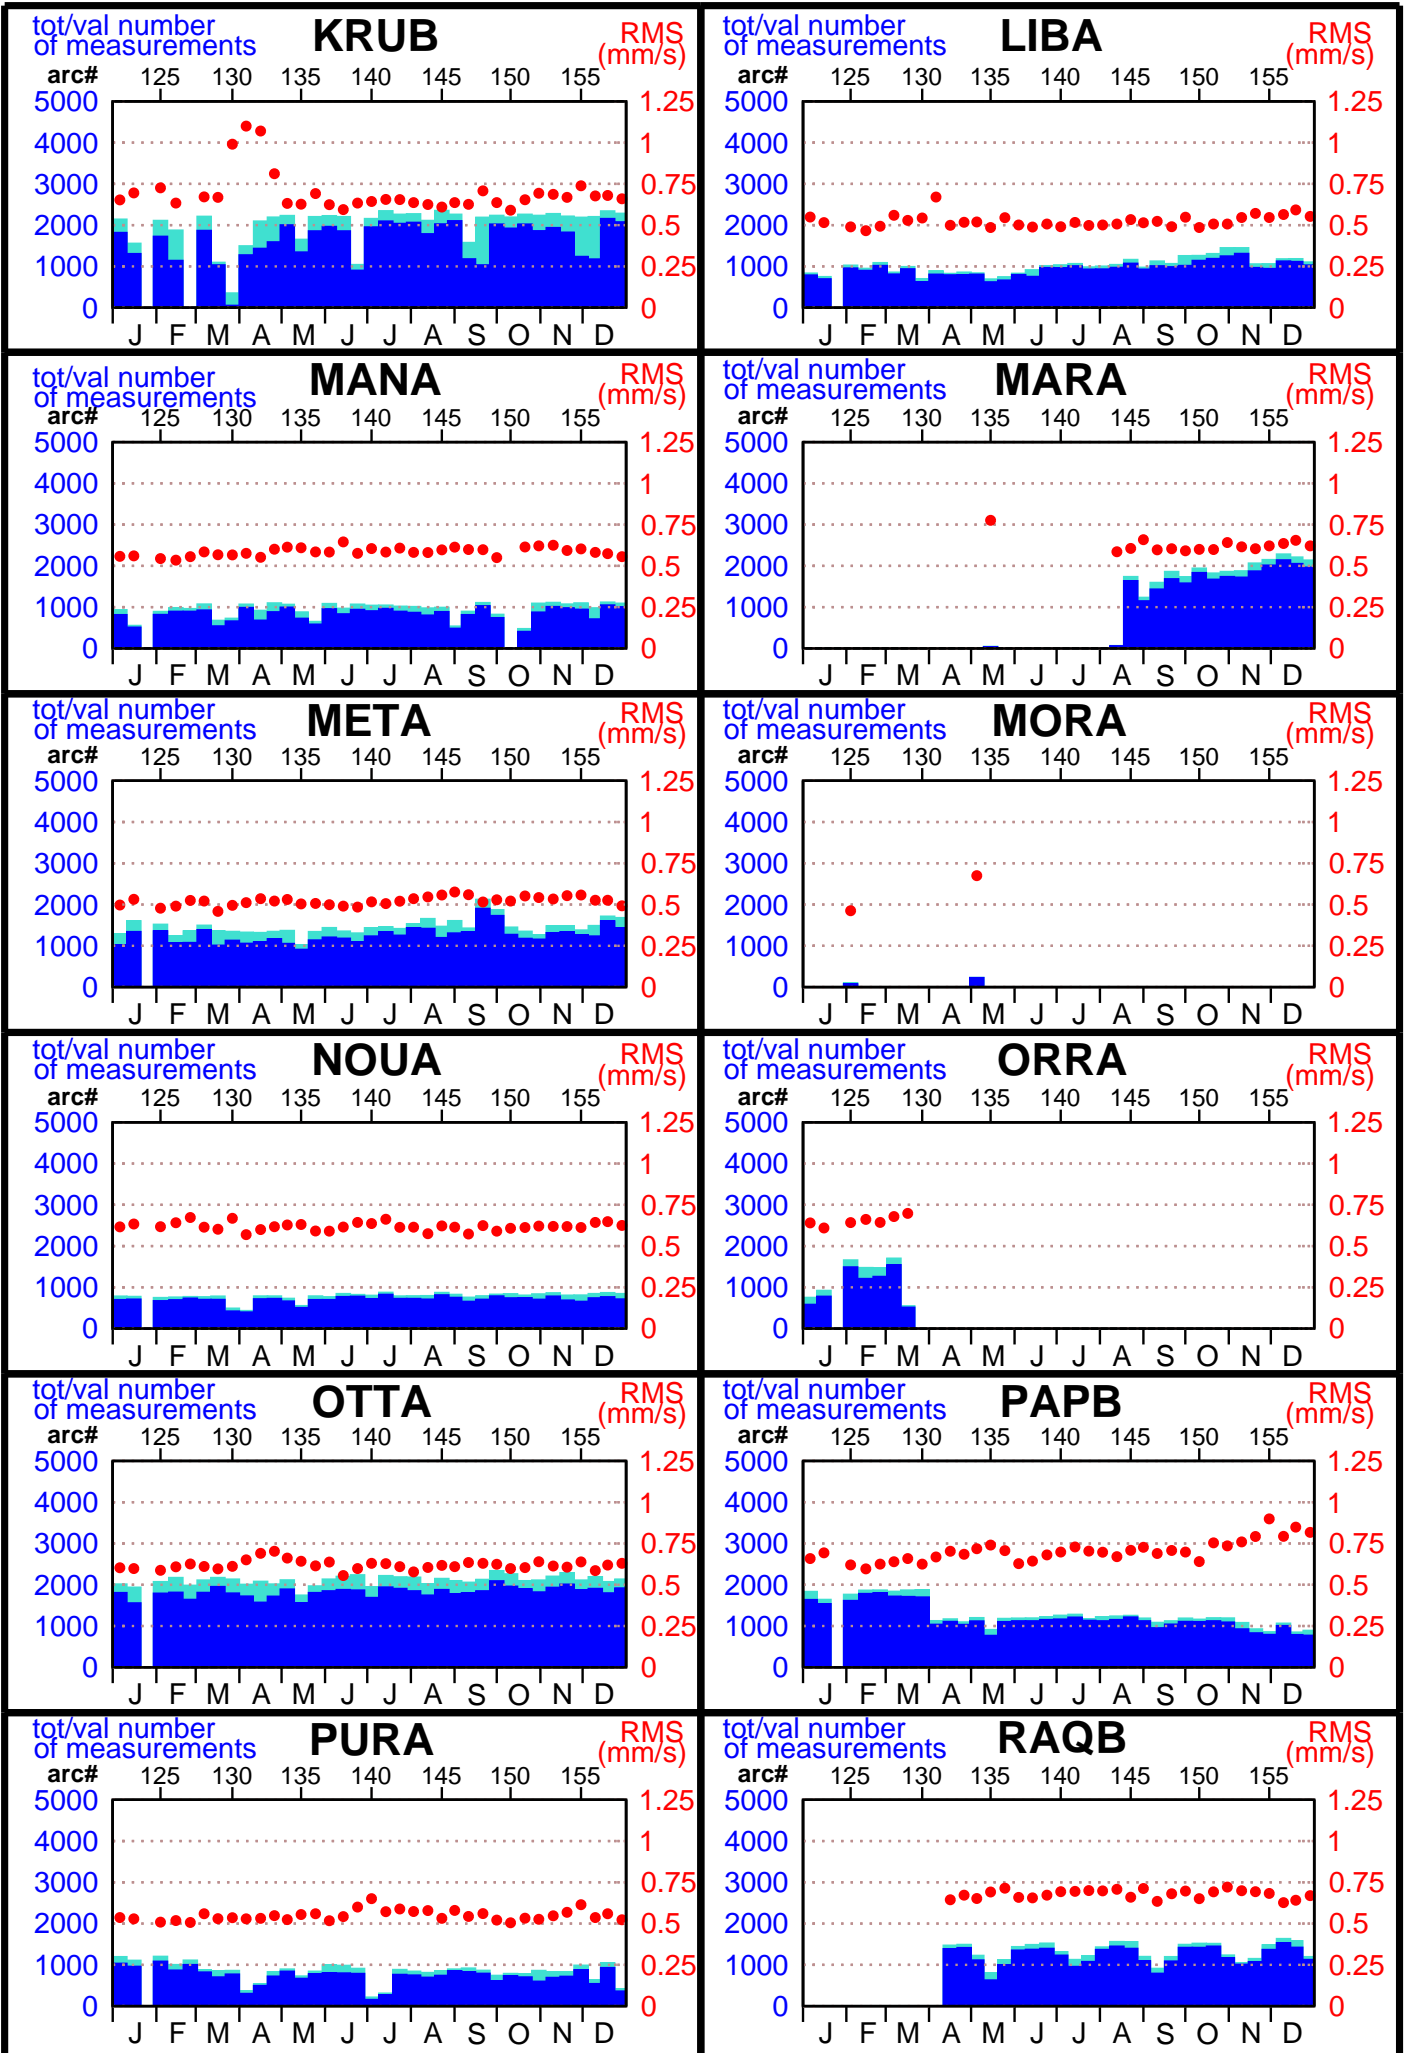 tot/val number KRUB RMS
of measurements (mm/s)
arc# 125 130 135 140 145 150 155
5000 1.25
4000 1
3000 0.75
2000 0.5
1000 0.25
0 0
J F M A M J J A S O N D
tot/val number LIBA RMS
of measurements (mm/s)
arc# 125 130 135 140 145 150 155
5000 1.25
4000 1
3000 0.75
2000 0.5
1000 0.25
0 0
J F M A M J J A S O N D
tot/val number MANA RMS
of measurements (mm/s)
arc# 125 130 135 140 145 150 155
5000 1.25
4000 1
3000 0.75
2000 0.5
1000 0.25
0 0
J F M A M J J A S O N D
tot/val number MARA RMS
of measurements (mm/s)
arc# 125 130 135 140 145 150 155
5000 1.25
4000 1
3000 0.75
2000 0.5
1000 0.25
0 0
J F M A M J J A S O N D
tot/val number META RMS
of measurements (mm/s)
arc# 125 130 135 140 145 150 155
5000 1.25
4000 1
3000 0.75
2000 0.5
1000 0.25
0 0
J F M A M J J A S O N D
tot/val number MORA RMS
of measurements (mm/s)
arc# 125 130 135 140 145 150 155
5000 1.25
4000 1
3000 0.75
2000 0.5
1000 0.25
0 0
J F M A M J J A S O N D
tot/val number NOUA RMS
of measurements (mm/s)
arc# 125 130 135 140 145 150 155
5000 1.25
4000 1
3000 0.75
2000 0.5
1000 0.25
0 0
J F M A M J J A S O N D
tot/val number ORRA RMS
of measurements (mm/s)
arc# 125 130 135 140 145 150 155
5000 1.25
4000 1
3000 0.75
2000 0.5
1000 0.25
0 0
J F M A M J J A S O N D
tot/val number OTTA RMS
of measurements (mm/s)
arc# 125 130 135 140 145 150 155
5000 1.25
4000 1
3000 0.75
2000 0.5
1000 0.25
0 0
J F M A M J J A S O N D
tot/val number PAPB RMS
of measurements (mm/s)
arc# 125 130 135 140 145 150 155
5000 1.25
4000 1
3000 0.75
2000 0.5
1000 0.25
0 0
J F M A M J J A S O N D
tot/val number PURA RMS
of measurements (mm/s)
arc# 125 130 135 140 145 150 155
5000 1.25
4000 1
3000 0.75
2000 0.5
1000 0.25
0 0
J F M A M J J A S O N D
tot/val number RAQB RMS
of measurements (mm/s)
arc# 125 130 135 140 145 150 155
5000 1.25
4000 1
3000 0.75
2000 0.5
1000 0.25
0 0
J F M A M J J A S O N D